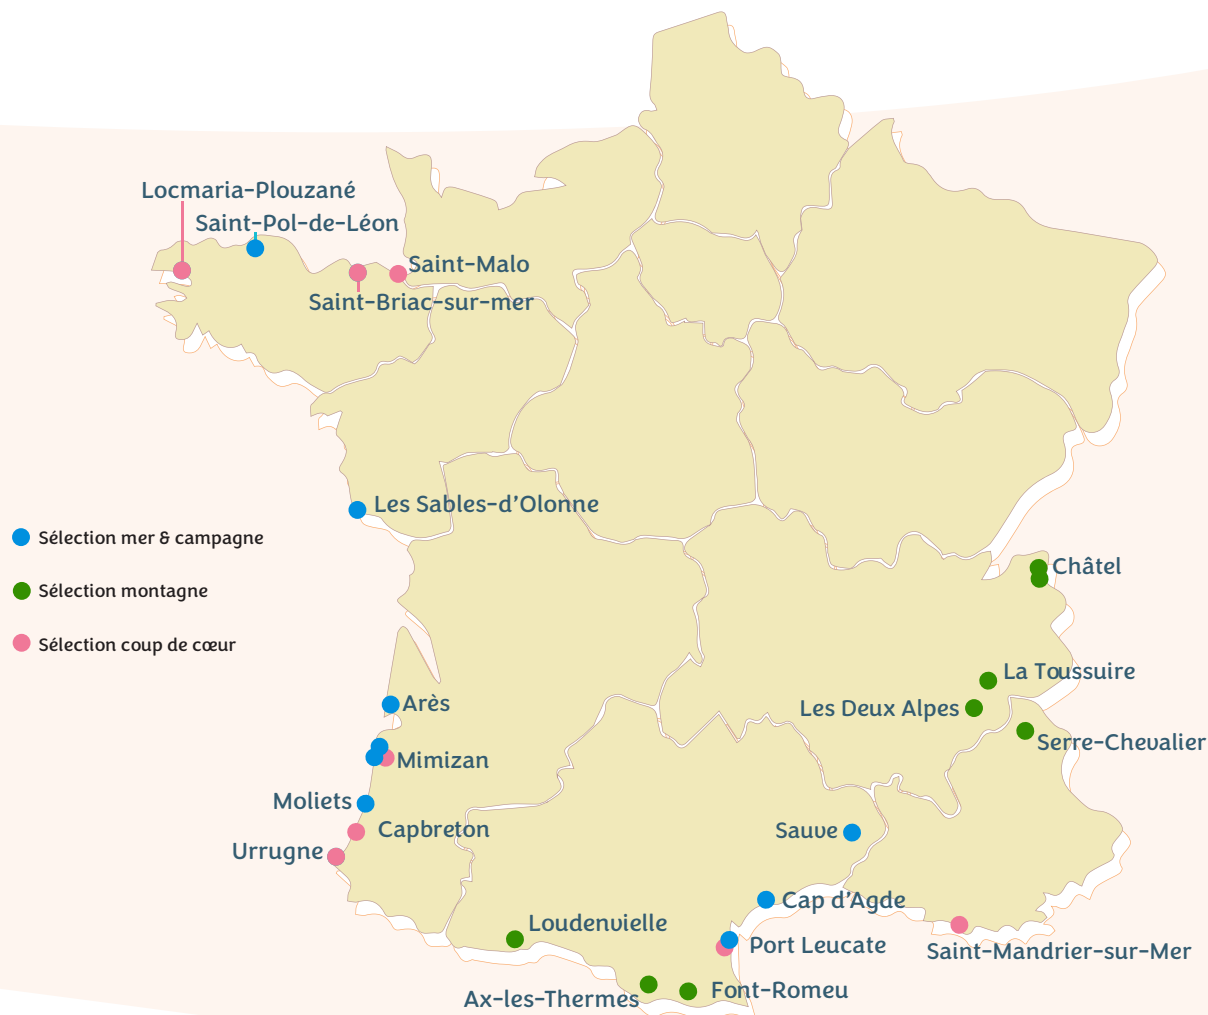 Locmaria-Plouzané
Saint-Pol-de-Léon
Saint-Malo
Saint-Briac-sur-mer
Les Sables-d’Olonne
Sélection mer & campagne
Sélection montagne
Sélection coup de cœur
Châtel
La Toussuire
Les Deux Alpes
Serre-Chevalier
Arès
Mimizan
Moliets
Capbreton
Urrugne
Sauve
Cap d’Agde
Loudenvielle
Port Leucate
Saint-Mandrier-sur-Mer
Ax-les-Thermes
Font-Romeu